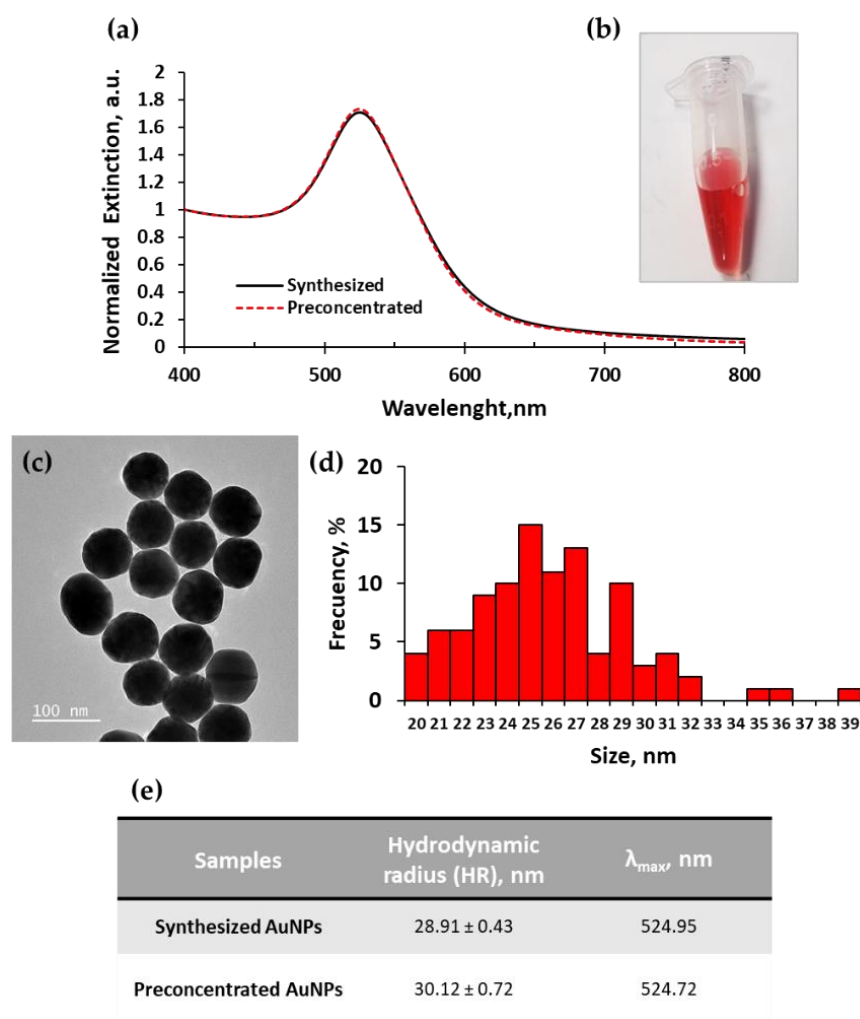 (a)
(b)
Normalized Extinction, a.u.
2
1.8
1.6
1.4
1.2
1
0.8
0.6
0.4
0.2
0
Synthesized
Preconcentrated
400 500 600 700 800
Wavelenght,nm
(c)
100 nm
(d)
Frecuency, %
20
15
10
5
0
20 21 22 23 24 25 26 27 28 29 30 31 32 33 34 35 36 37 38 39
Size, nm
(e)
Samples
Hydrodynamic
radius (HR), nm
λmax, nm
Synthesized AuNPs 28.91 ± 0.43 524.95
Preconcentrated AuNPs 30.12 ± 0.72 524.72